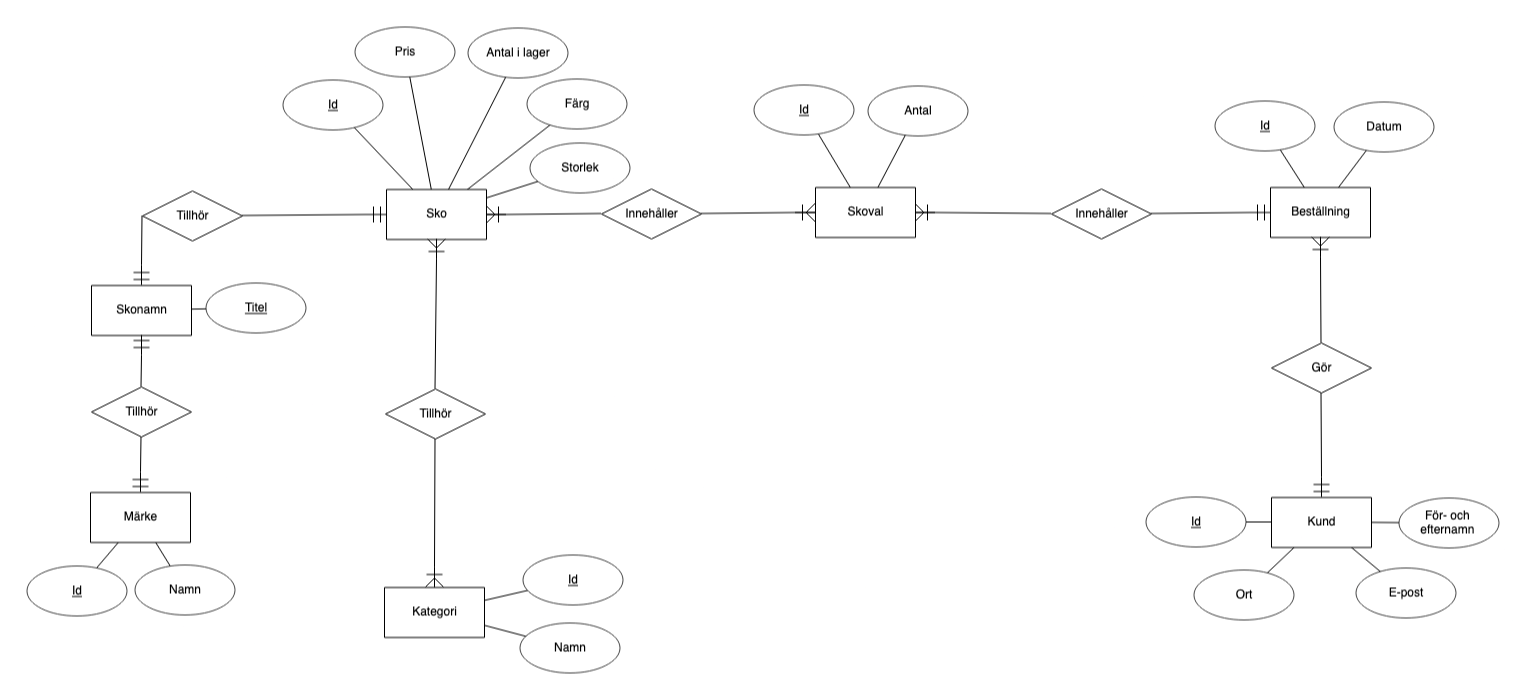 Pris
Antal i lager
Id
Färg
Storlek
Id
Antal
Id
Datum
Tillhör
Sko
Innehåller
Skoval
Innehåller
Beställning
Skonamn
Titel
Gör
Tillhör
Tillhör
Märke
Id
Namn
Kategori
Id
Namn
Id
Kund
För- och
efternamn
Ort
E-post